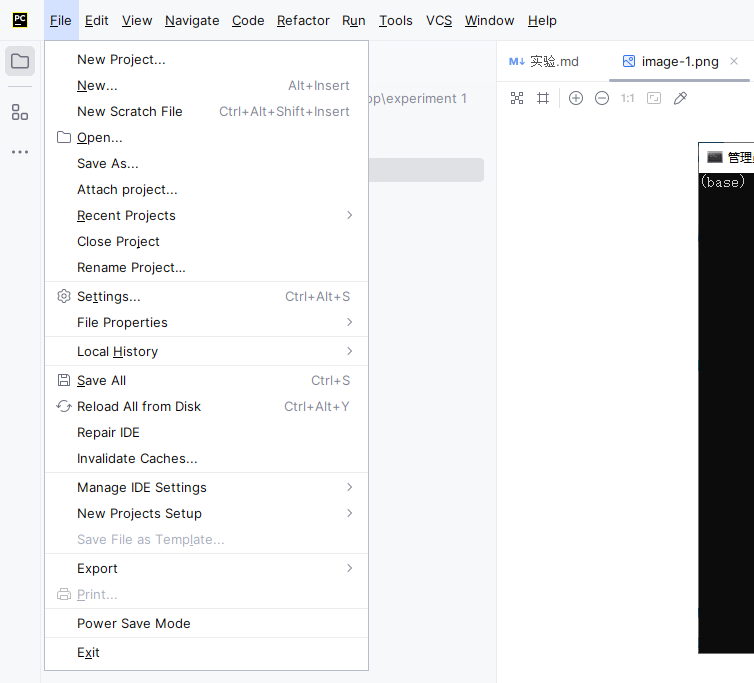 PC File Edit View Navigate Code Refactor Run Tools VCS Window Help
New Project...
New... Alt+Insert
New Scratch File Ctrl+Alt+Shift+Insert
Open...
Save As...
Attach project...
Recent Projects
Close Project
Rename Project...
Settings... Ctrl+Alt+S
File Properties
Local History
Save All Ctrl+S
Reload All from Disk Ctrl+Alt+Y
Repair IDE
Invalidate Caches...
Manage IDE Settings
New Projects Setup
Save File as Template...
Export
Print...
Power Save Mode
Exit
op\experiment 1
M↓ 实验.md image-1.png
1:1
管理
(base)